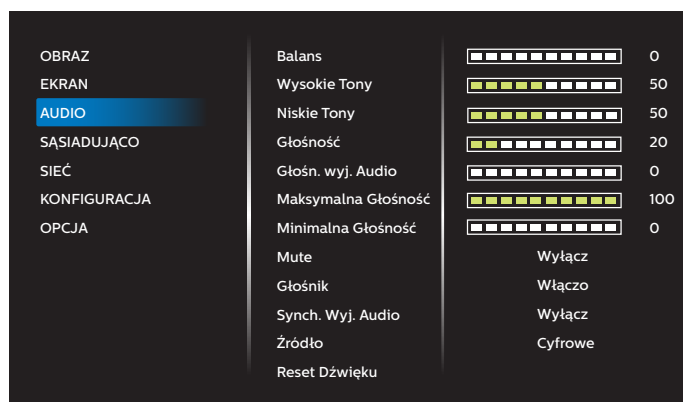 OBRAZ
EKRAN
AUDIO
SĄSIADUJĄCO
SIEĆ
KONFIGURACJA
OPCJA
Balans 0
Wysokie Tony 50
Niskie Tony 50
Głośność 20
Głośn. wyj. Audio 0
Maksymalna Głośność 100
Minimalna Głośność 0
Mute Wyłącz
Głośnik Włączo
Synch. Wyj. Audio Wyłącz
Źródło Cyfrowe
Reset Dźwięku